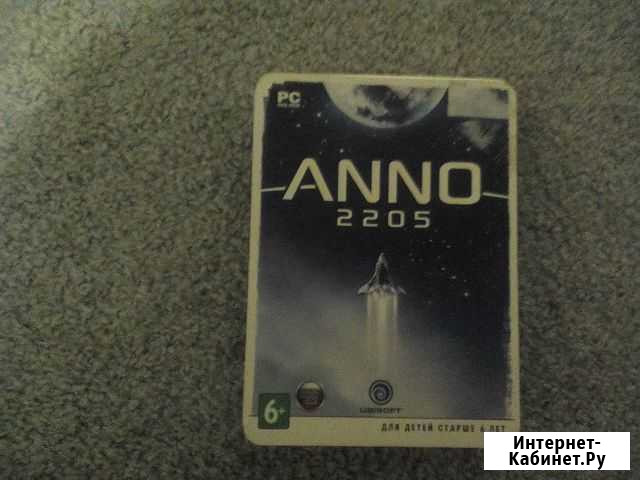 PC
ANNO
2205
6+
UBISOFT
ДЛЯ ДЕТЕЙ СТАРШЕ 6 ЛЕТ
Интернет-
Кабинет.Ру